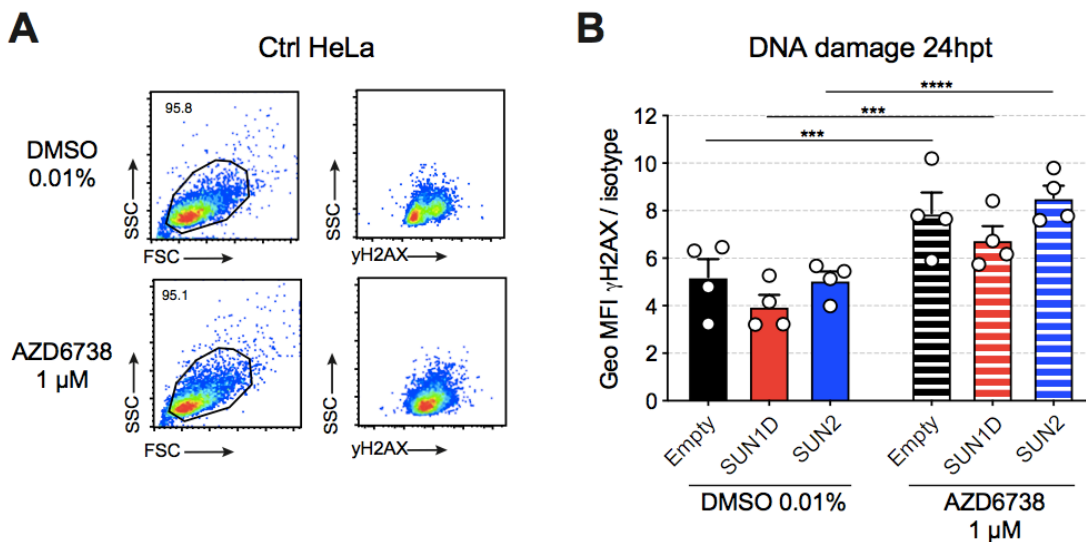 A
Ctrl HeLa
DMSO
0.01%
95.8
SSC
FSC
SSC
yH2AX
AZD6738
1 µM
95.1
SSC
FSC
SSC
yH2AX
B
DNA damage 24hpt
****
***
***
Geo MFI γH2AX / isotype
12
10
8
6
4
2
0
Empty
SUN1D
SUN2
Empty
SUN1D
SUN2
DMSO 0.01%
AZD6738
1 µM